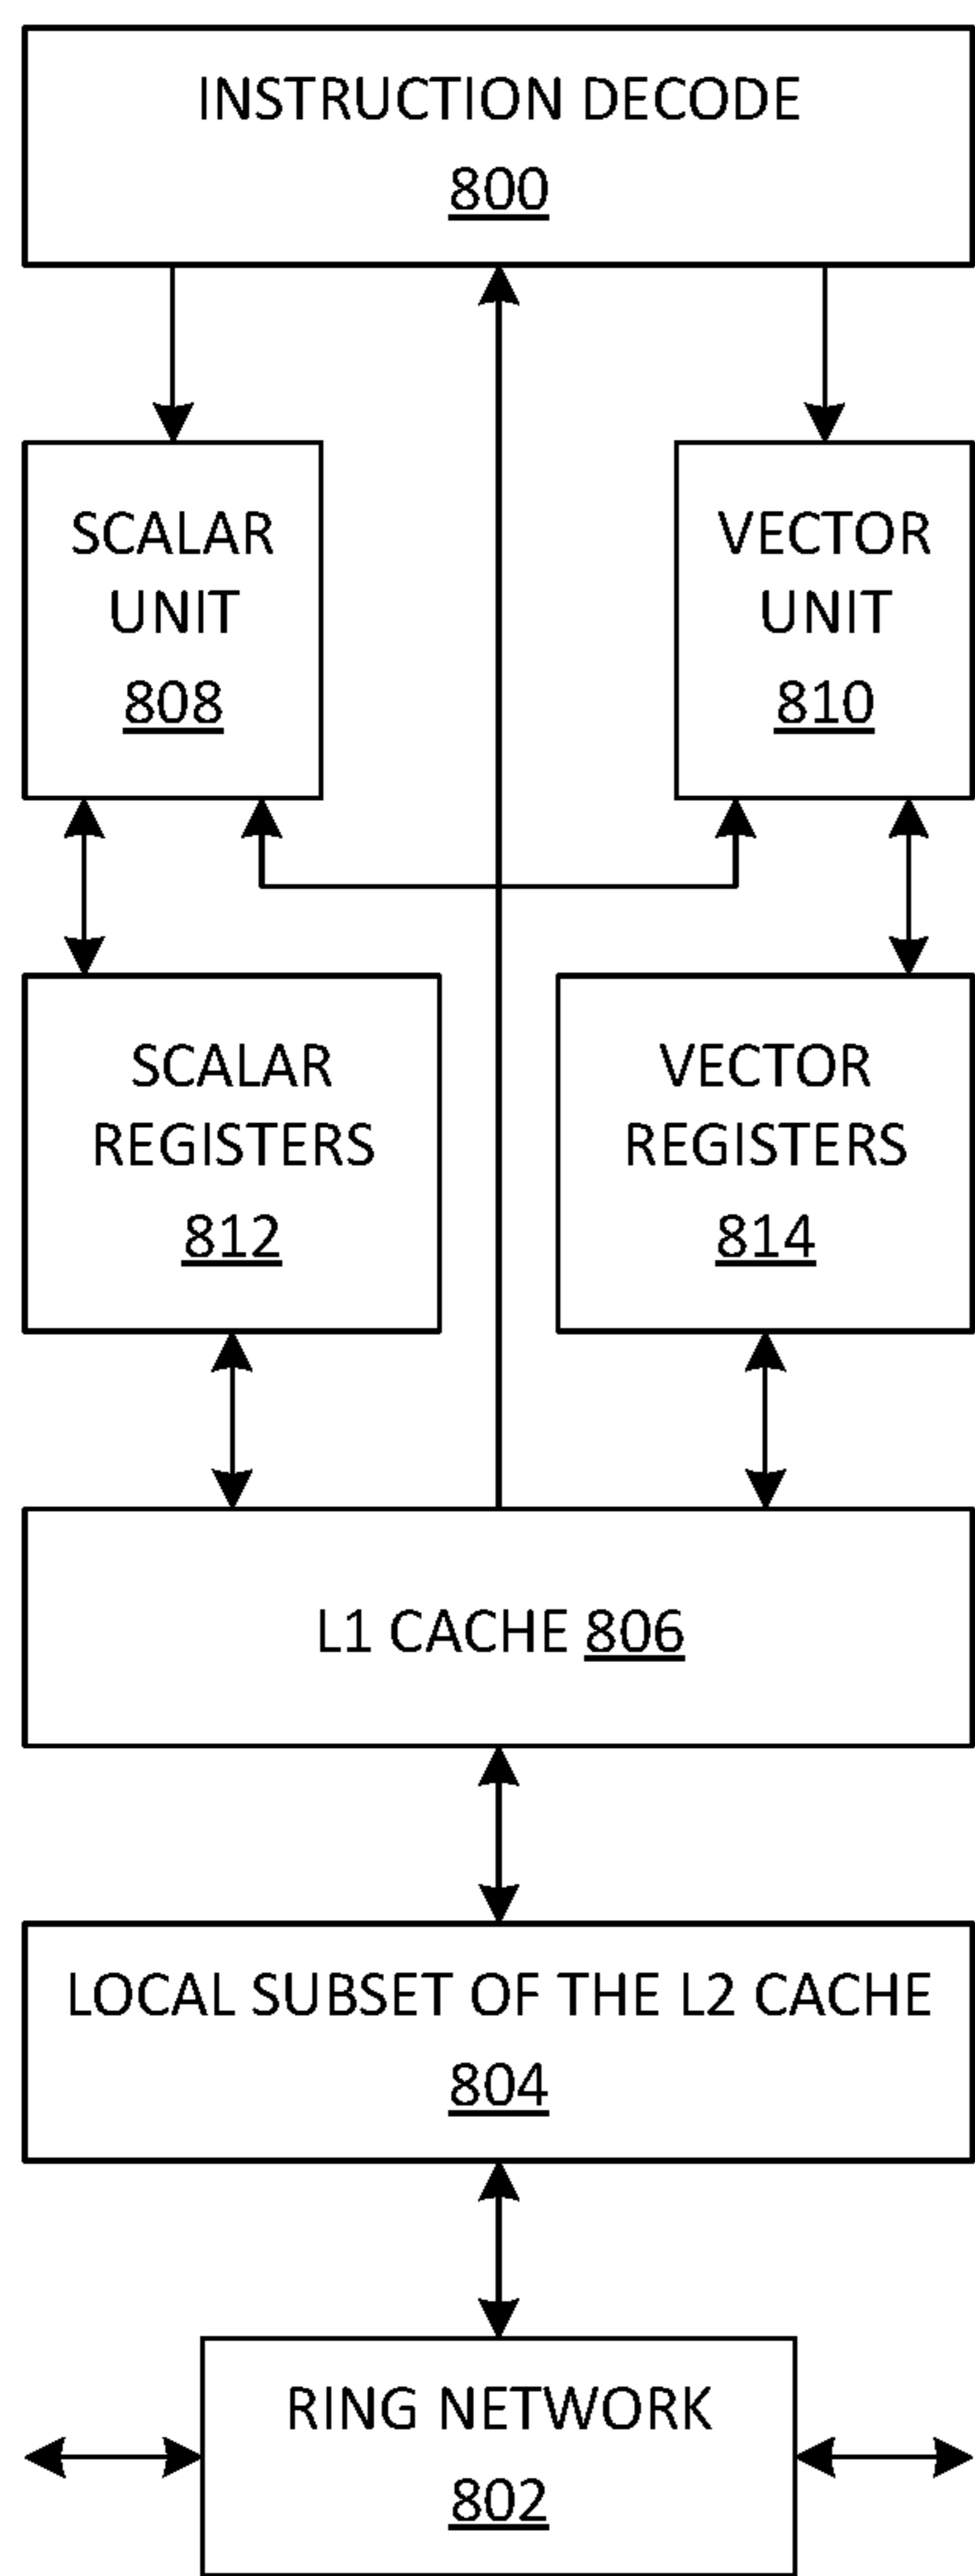 INSTRUCTION DECODE
800
SCALAR
UNIT
808
VECTOR
UNIT
810
SCALAR
REGISTERS
812
VECTOR
REGISTERS
814
L1 CACHE 806
LOCAL SUBSET OF THE L2 CACHE
804
RING NETWORK
802